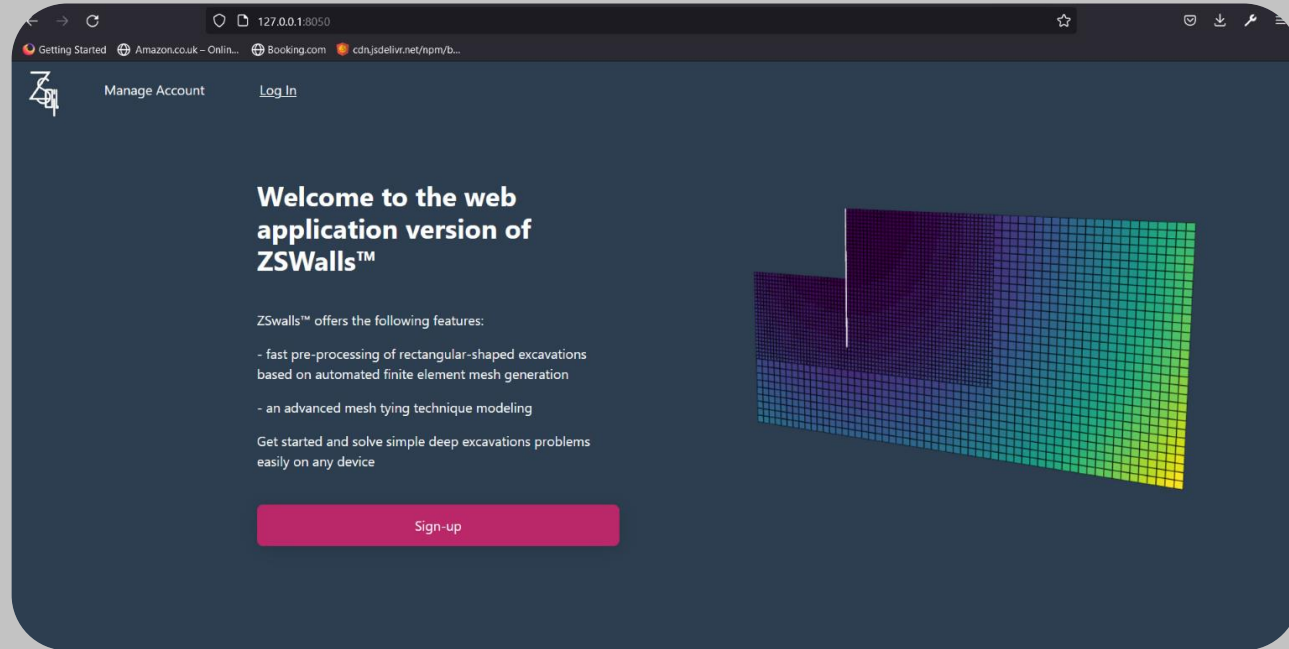 127.0.0.1:8050
Getting Started Amazon.co.uk – Onlin... Booking.com cdn.jsdelivr.net/npm/b...
Manage Account Log In
Welcome to the web
application version of
ZSWalls™
ZSwalls™ offers the following features:
- fast pre-processing of rectangular-shaped excavations
based on automated finite element mesh generation
- an advanced mesh tying technique modeling
Get started and solve simple deep excavations problems
easily on any device
Sign-up